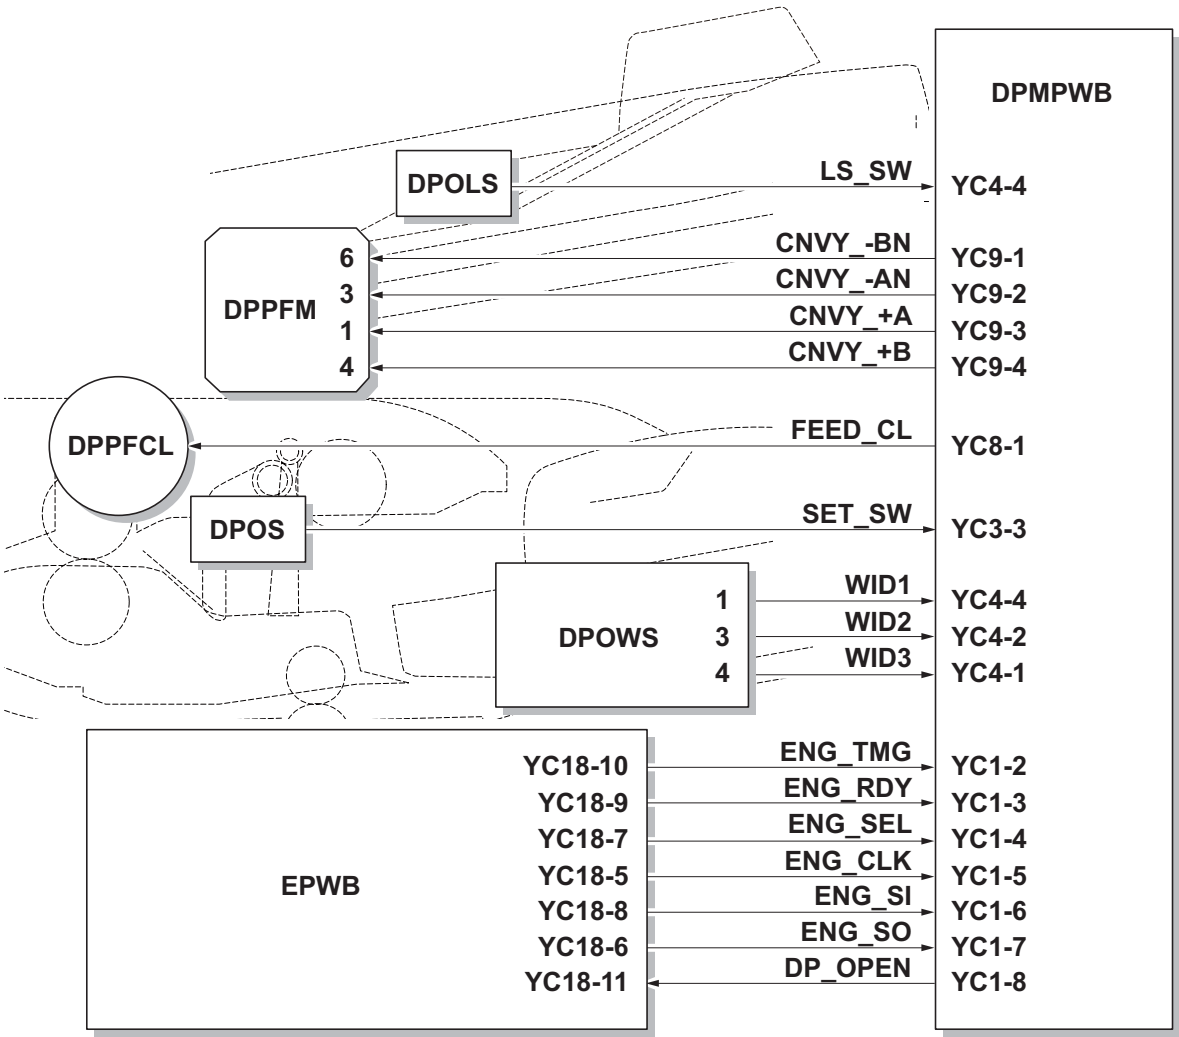 DPMPWB
DPOLS LS_SW YC4-4
DPPFM
6 CNVY_-BN YC9-1
3 CNVY_-AN YC9-2
1 CNVY_+A YC9-3
4 CNVY_+B YC9-4
DPPFCL FEED_CL YC8-1
DPOS SET_SW YC3-3
DPOWS
1 WID1 YC4-4
3 WID2 YC4-2
4 WID3 YC4-1
EPWB
YC18-10 ENG_TMG YC1-2
YC18-9 ENG_RDY YC1-3
YC18-7 ENG_SEL YC1-4
YC18-5 ENG_CLK YC1-5
YC18-8 ENG_SI YC1-6
YC18-6 ENG_SO YC1-7
YC18-11 DP_OPEN YC1-8